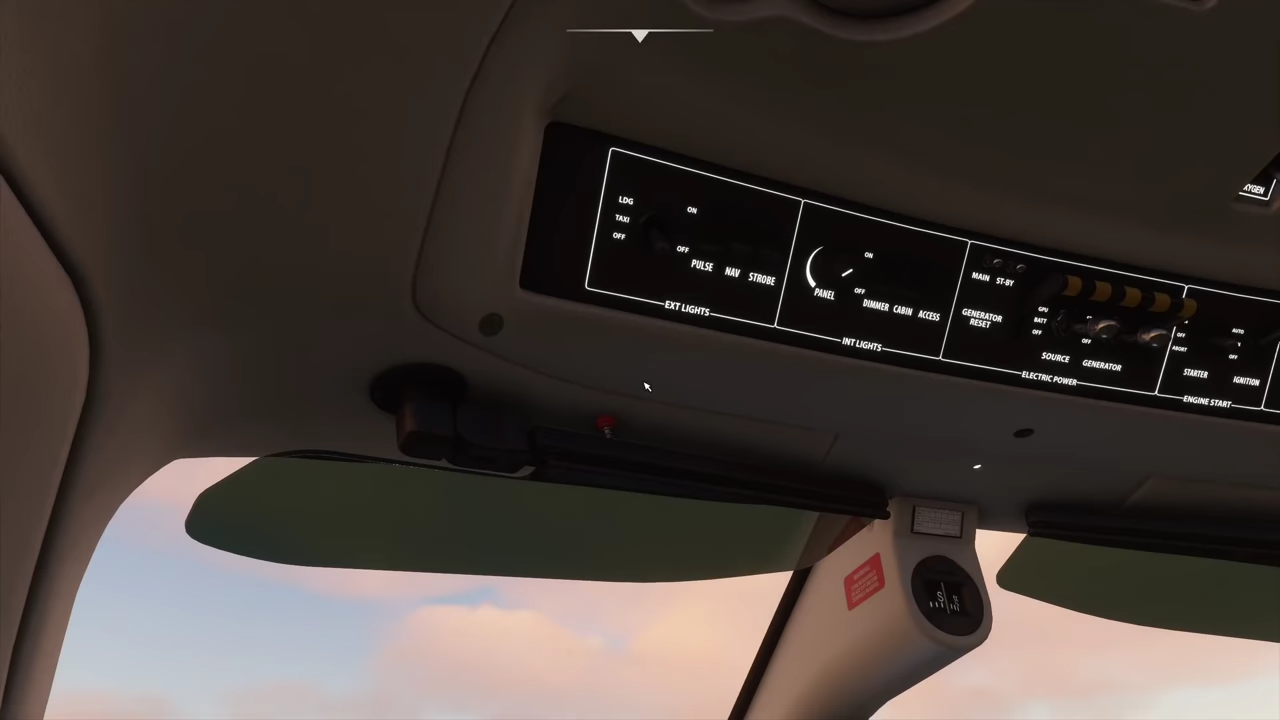 LDG
TAXI
OFF
ON
OFF
PULSE NAV STROBE
EXT LIGHTS
PANEL
ON
OFF
DIMMER CABIN ACCESS
INT LIGHTS
MAIN ST-BY
GENERATOR
RESET
GPU
BATT
OFF
OFF
SOURCE GENERATOR
ELECTRIC POWER
OFF
ABORT
STARTER
AUTO
OFF
IGNITION
ENGINE START